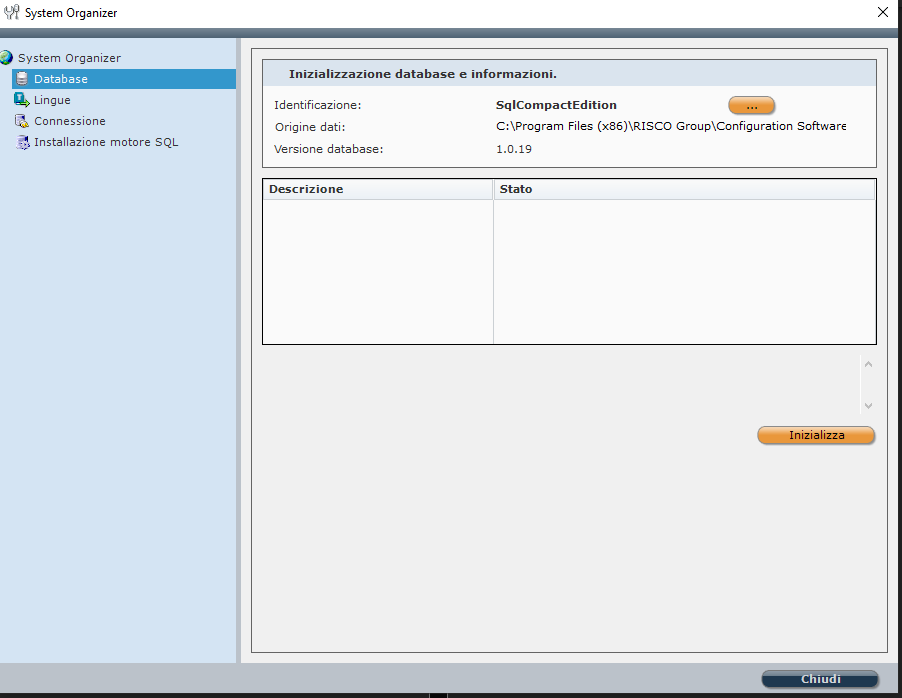 System Organizer
System Organizer
Database
Lingue
Connessione
Installazione motore SQL
Inizializzazione database e informazioni.
Identificazione: SqlCompactEdition ...
Origine dati: C:\Program Files (x86)\RISCO Group\Configuration Software
Versione database: 1.0.19
Descrizione Stato
Inizializza
Chiudi